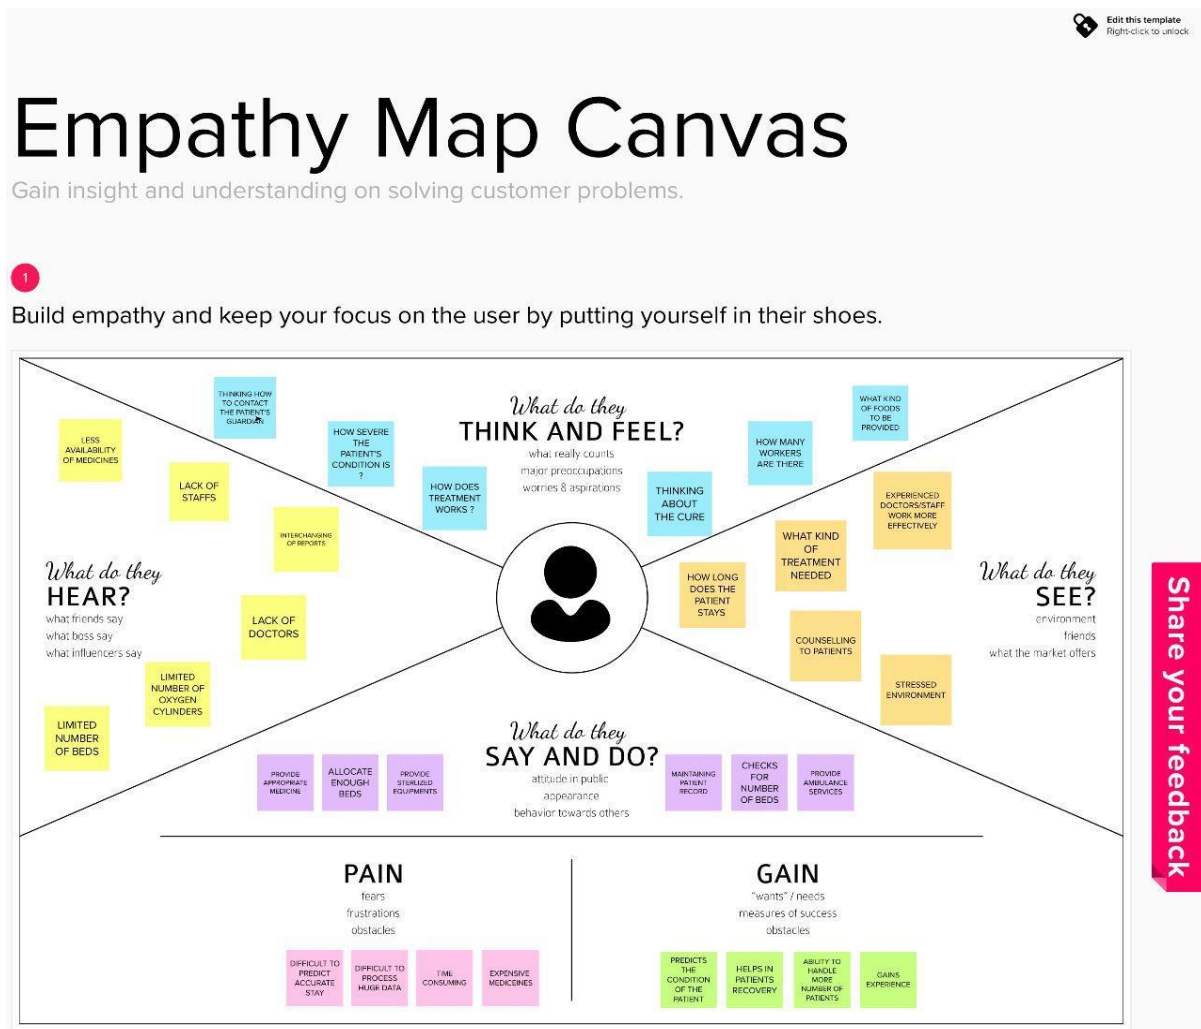 Edit this template
Right-click to unlock
Empathy Map Canvas
Gain insight and understanding on solving customer problems.
1
Build empathy and keep your focus on the user by putting yourself in their shoes.
What do they
THINK AND FEEL?
what really counts
major preoccupations
worries & aspirations
THINKING HOW
TO CONTACT
THE PATIENT'S
GUARDIAN
HOW SEVERE
THE
PATIENT'S
CONDITION IS
?
HOW DOES
TREATMENT
WORKS ?
THINKING
ABOUT
THE CURE
HOW MANY
WORKERS
ARE THERE
WHAT KIND
OF FOODS
TO BE
PROVIDED
What do they
HEAR?
what friends say
what boss say
what influencers say
LESS
AVAILABILITY
OF MEDICINES
LACK OF
STAFFS
INTERCHANGING
OF REPORTS
LACK OF
DOCTORS
LIMITED
NUMBER OF
OXYGEN
CYLINDERS
LIMITED
NUMBER
OF BEDS
What do they
SEE?
environment
friends
what the market offers
EXPERIENCED
DOCTORS/STAFF
WORK MORE
EFFECTIVELY
WHAT KIND
OF
TREATMENT
NEEDED
HOW LONG
DOES THE
PATIENT
STAYS
COUNSELLING
TO PATIENTS
STRESSED
ENVIRONMENT
What do they
SAY AND DO?
attitude in public
appearance
behavior towards others
PROVIDE
APPROPRIATE
MEDICINE
ALLOCATE
ENOUGH
BEDS
PROVIDE
STERILIZED
EQUIPMENTS
MAINTAINING
PATIENT
RECORD
CHECKS
FOR
NUMBER
OF BEDS
PROVIDE
AMBULANCE
SERVICES
PAIN
fears
frustrations
obstacles
DIFFICULT TO
PREDICT
ACCURATE
STAY
DIFFICULT TO
PROCESS
HUGE DATA
TIME
CONSUMING
EXPENSIVE
MEDICEINES
GAIN
"wants" / needs
measures of success
obstacles
PREDICTS
THE
CONDITION
OF THE
PATIENT
HELPS IN
PATIENTS
RECOVERY
ABILITY TO
HANDLE
MORE
NUMBER OF
PATIENTS
GAINS
EXPERIENCE
Share your feedback